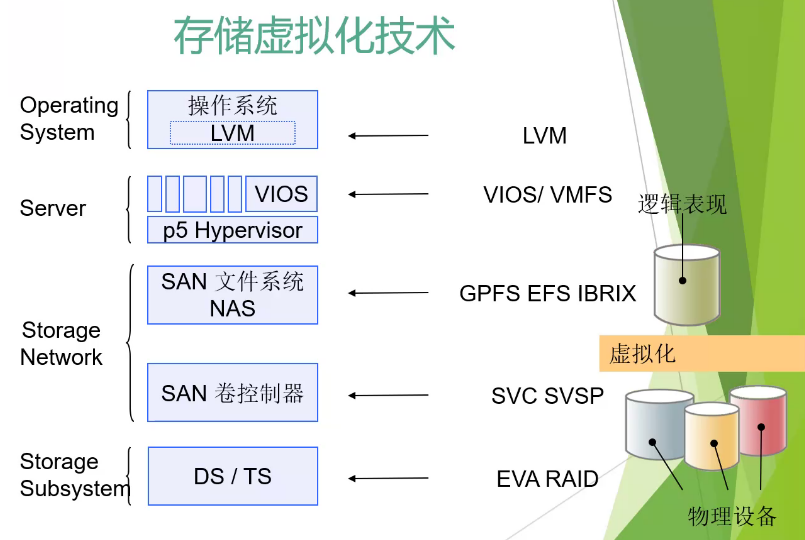 存储虚拟化技术
Operating
System
操作系统
LVM
LVM
Server
VIOS
p5 Hypervisor
VIOS/ VMFS
逻辑表现
Storage
Network
SAN 文件系统
NAS
GPFS EFS IBRIX
虚拟化
SAN 卷控制器
SVC SVSP
Storage
Subsystem
DS / TS
EVA RAID
物理设备